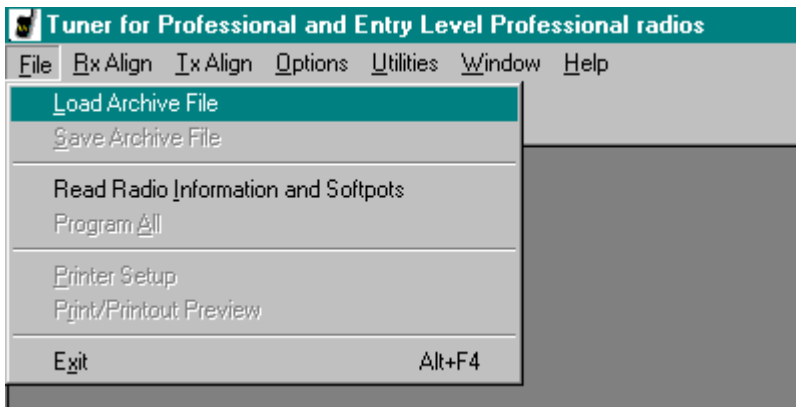 Tuner for Professional and Entry Level Professional radios
File Rx Align Tx Align Options Utilities Window Help
Load Archive File
Save Archive File
Read Radio Information and Softpots
Program All
Printer Setup
Print/Printout Preview
Exit Alt+F4